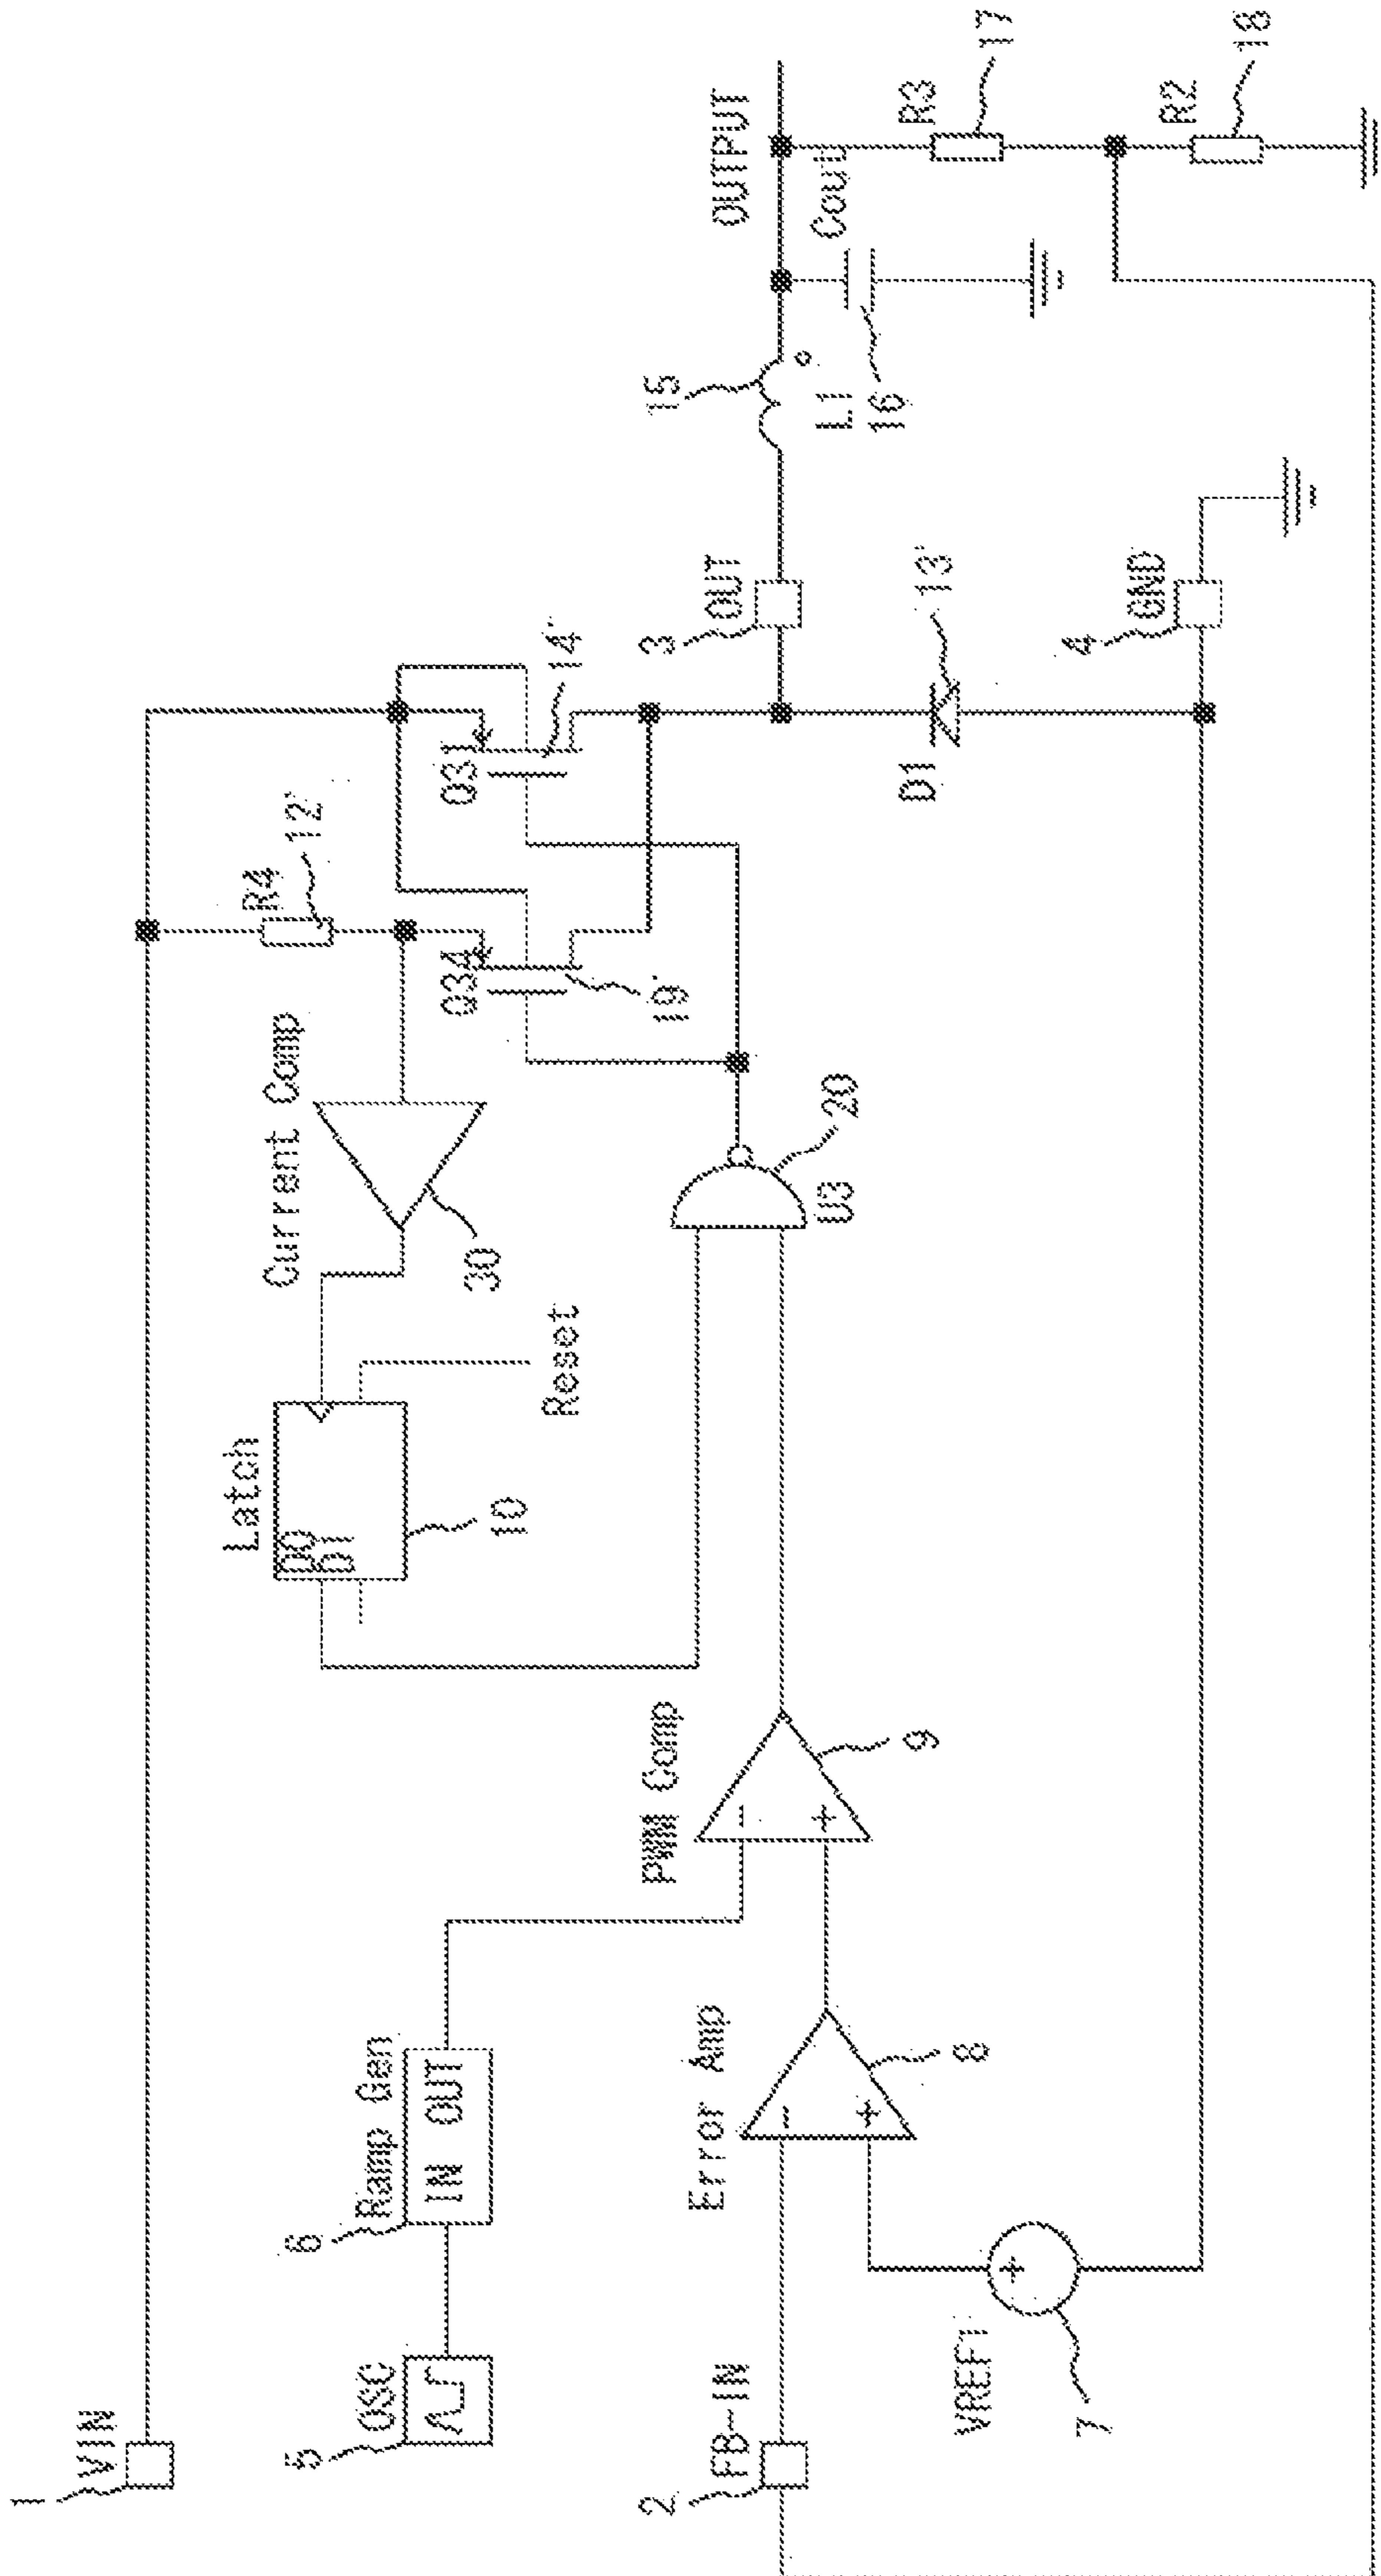 1
VIN
5
OSC
6
Ramp Gen
IN OUT
Latch
DO
D1
10
Reset
Current Comp
30
R4
12'
Q3A
19'
Q31
14'
2
FB-IN
Error Amp
-
+
8
VREF1
+
7
PWM Comp
-
+
9
U3
20
3
OUT
15
L1
OUTPUT
Cout
16
D1
13'
4
GND
R3
17
R2
18